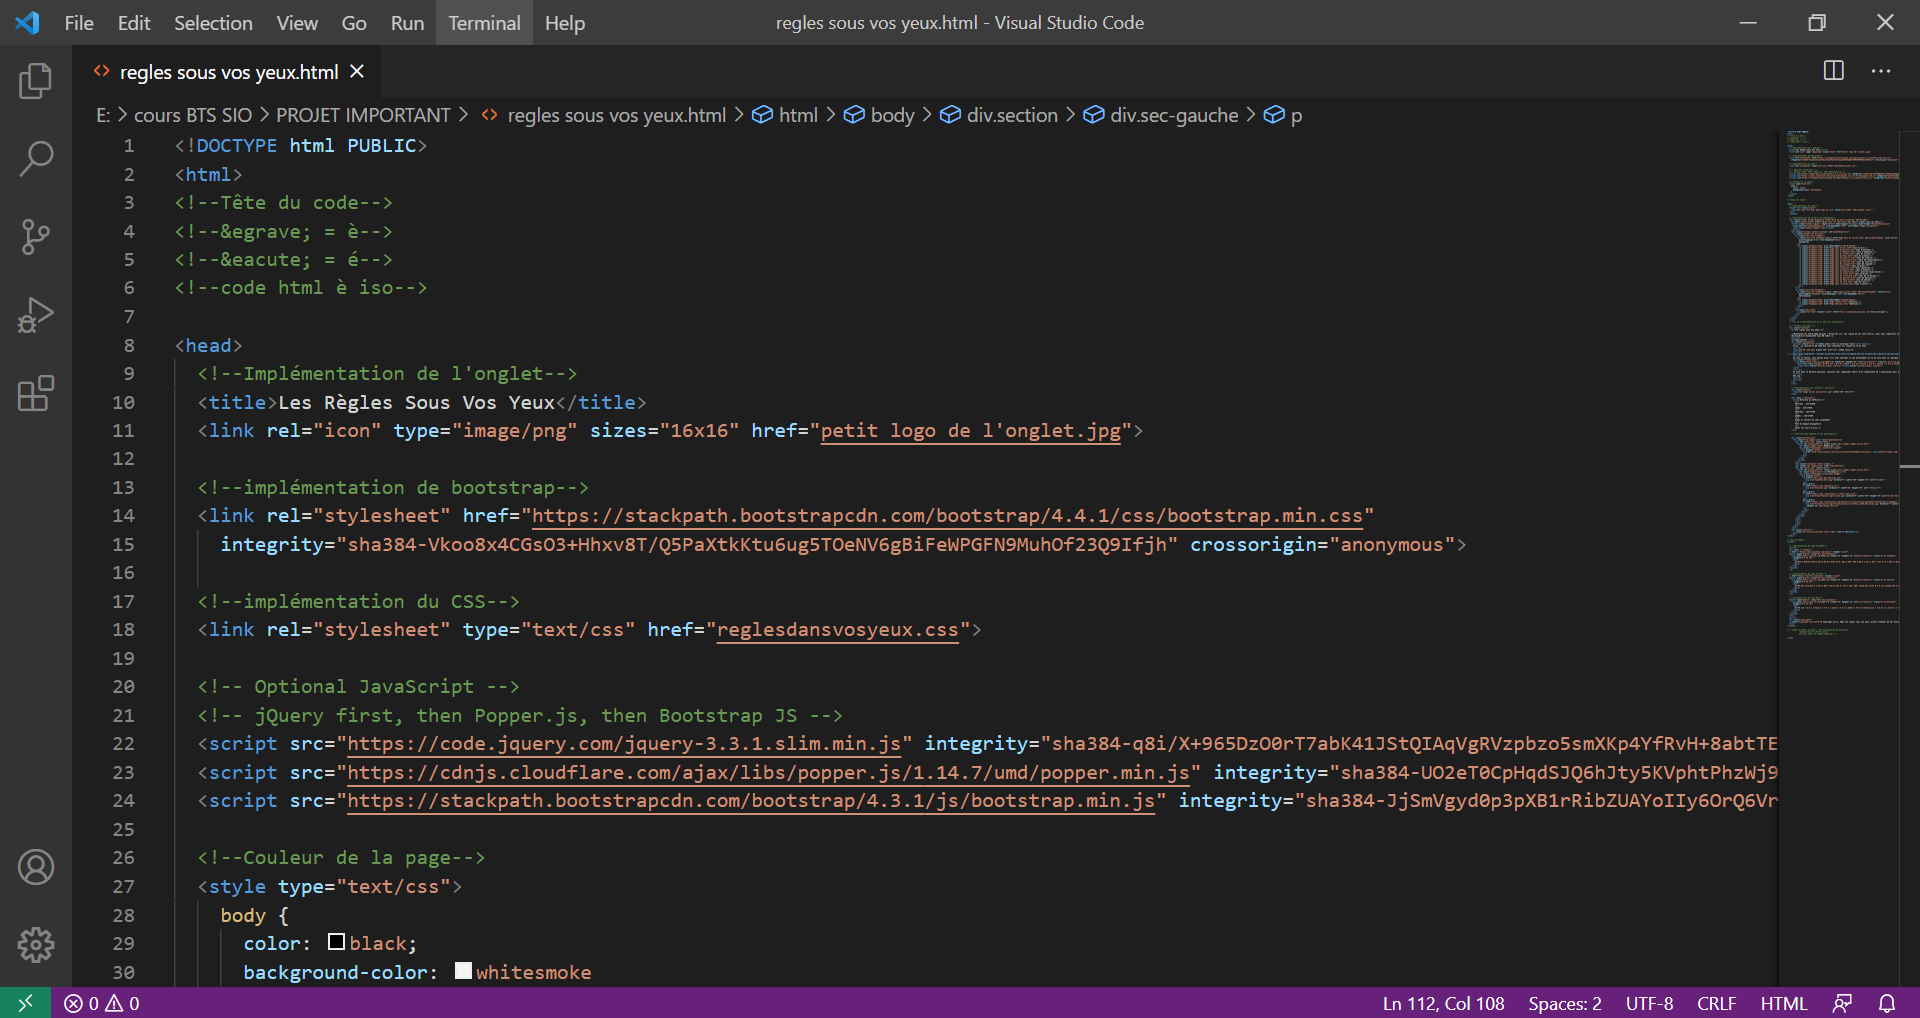 File Edit Selection View Go Run Terminal Help regles sous vos yeux.html - Visual Studio Code
regles sous vos yeux.html
E: > cours BTS SIO > PROJET IMPORTANT > regles sous vos yeux.html > html > body > div.section > div.sec-gauche > p
1 <!DOCTYPE html PUBLIC>
2 <html>
3 <!--Tête du code-->
4 <!--&egrave; = è-->
5 <!--&eacute; = é-->
6 <!--code html è iso-->
7
8 <head>
9 <!--Implémentation de l'onglet-->
10 <title>Les Règles Sous Vos Yeux</title>
11 <link rel="icon" type="image/png" sizes="16x16" href="petit logo de l'onglet.jpg">
12
13 <!--implémentation de bootstrap-->
14 <link rel="stylesheet" href="https://stackpath.bootstrapcdn.com/bootstrap/4.4.1/css/bootstrap.min.css"
15 integrity="sha384-Vkoo8x4CGsO3+Hhxv8T/Q5PaXtkKtu6ug5TOeNV6gBiFeWPGFN9MuhOf23Q9Ifjh" crossorigin="anonymous">
16
17 <!--implémentation du CSS-->
18 <link rel="stylesheet" type="text/css" href="reglesdansvosyeux.css">
19
20 <!-- Optional JavaScript -->
21 <!-- jQuery first, then Popper.js, then Bootstrap JS -->
22 <script src="https://code.jquery.com/jquery-3.3.1.slim.min.js" integrity="sha384-q8i/X+965DzO0rT7abK41JStQIAqVgRVzpbzo5smXKp4YfRvH+8abtTE
23 <script src="https://cdnjs.cloudflare.com/ajax/libs/popper.js/1.14.7/umd/popper.min.js" integrity="sha384-UO2eT0CpHqdSJQ6hJty5KVphtPhzWj9
24 <script src="https://stackpath.bootstrapcdn.com/bootstrap/4.3.1/js/bootstrap.min.js" integrity="sha384-JjSmVgyd0p3pXB1rRibZUAYoIIy6OrQ6Vr
25
26 <!--Couleur de la page-->
27 <style type="text/css">
28 body {
29 color: black;
30 background-color: whitesmoke
0 0 Ln 112, Col 108 Spaces: 2 UTF-8 CRLF HTML